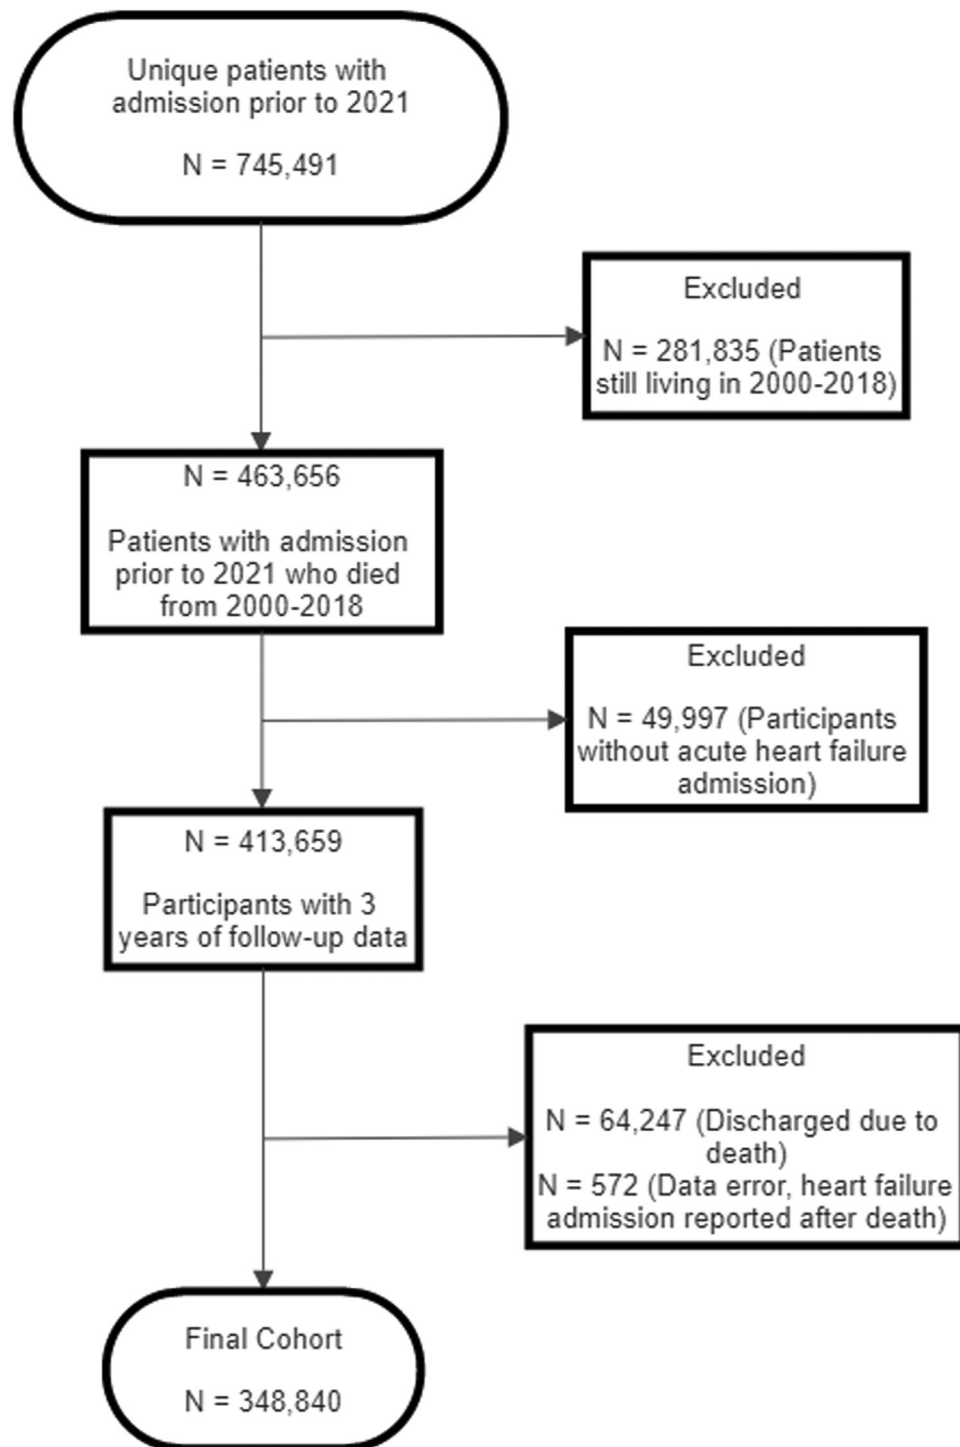 Unique patients with
admission prior to 2021
N = 745,491
Excluded
N = 281,835 (Patients
still living in 2000-2018)
N = 463,656
Patients with admission
prior to 2021 who died
from 2000-2018
Excluded
N = 49,997 (Participants
without acute heart failure
admission)
N = 413,659
Participants with 3
years of follow-up data
Excluded
N = 64,247 (Discharged due to
death)
N = 572 (Data error, heart failure
admission reported after death)
Final Cohort
N = 348,840